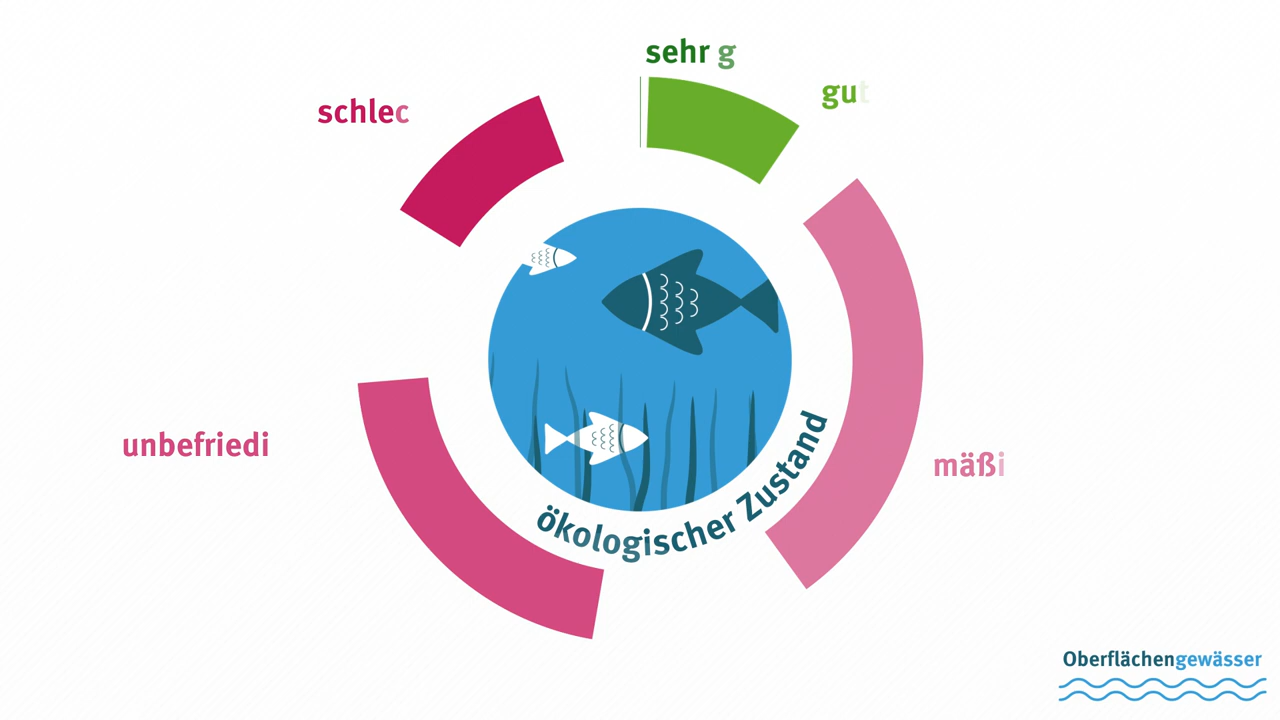 sehr g
gut
schlec
unbefriedi
mäßi
ökologischer Zustand
Oberflächengewässer